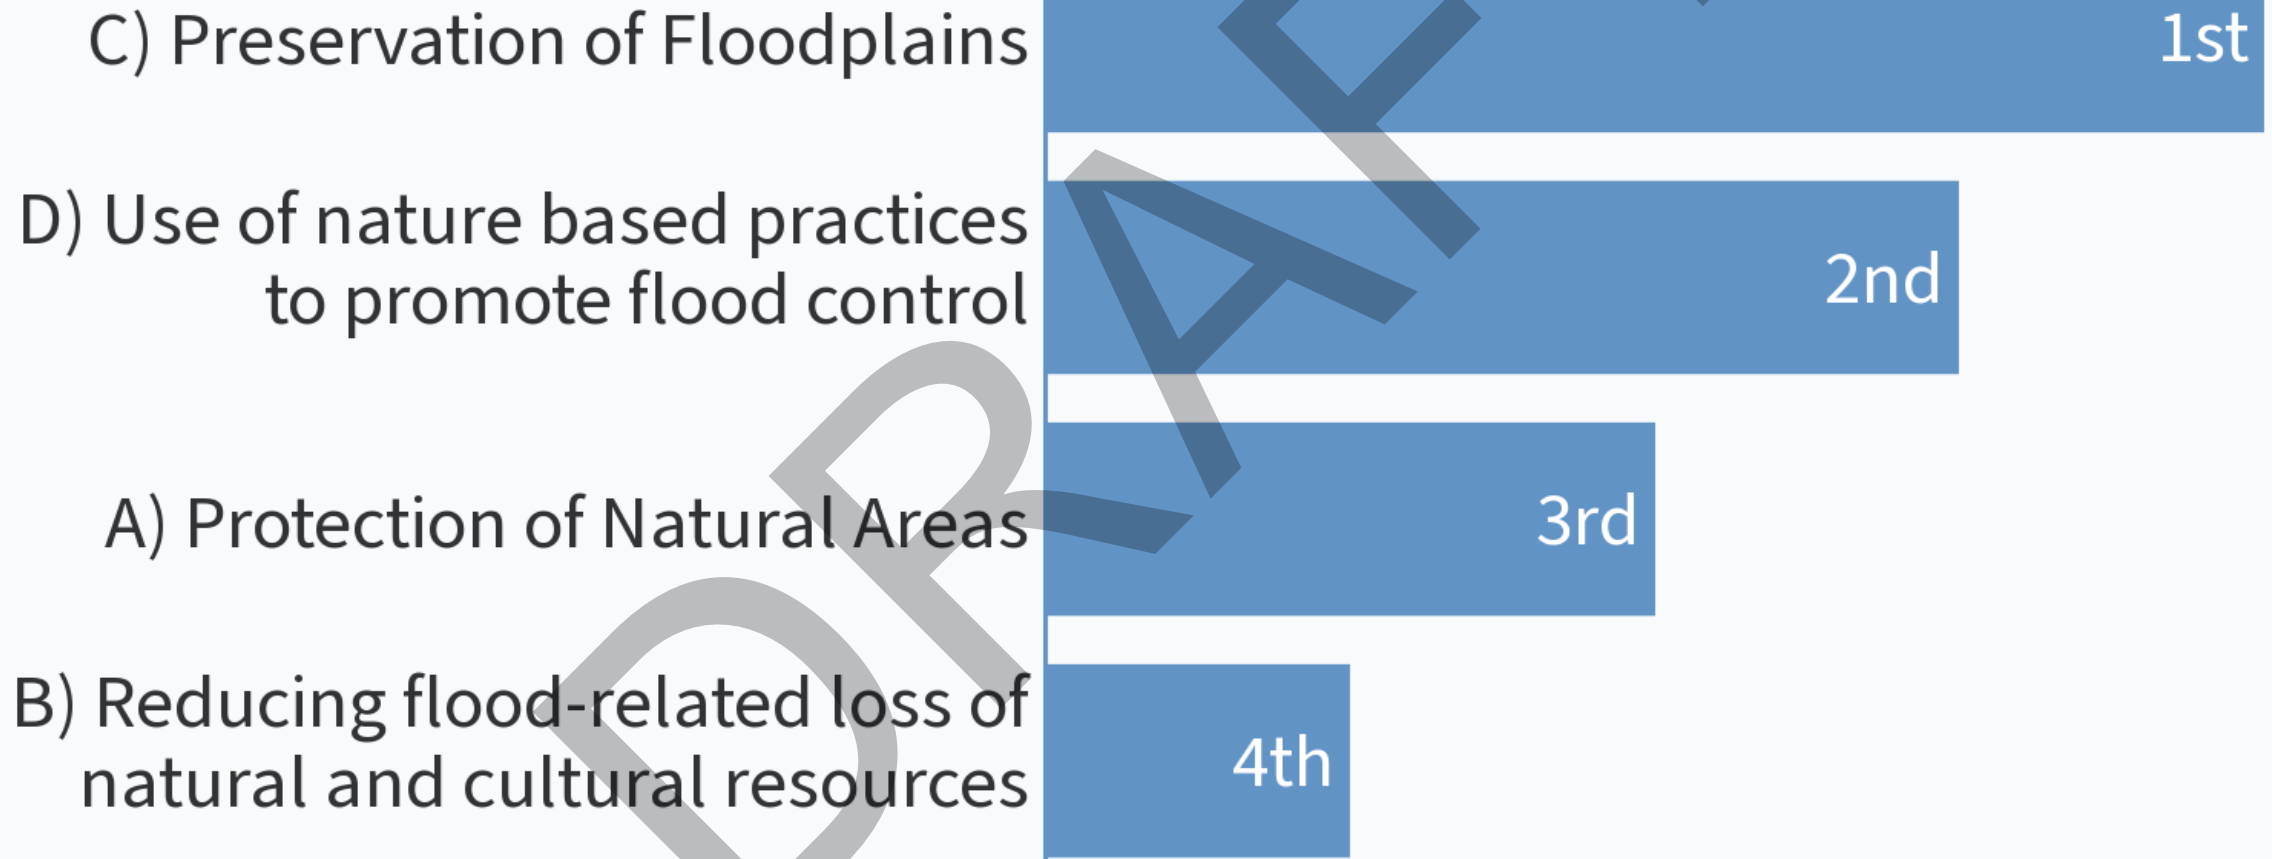 C) Preservation of Floodplains
1st
D) Use of nature based practices
to promote flood control
2nd
A) Protection of Natural Areas
3rd
B) Reducing flood-related loss of
natural and cultural resources
4th
DRAF